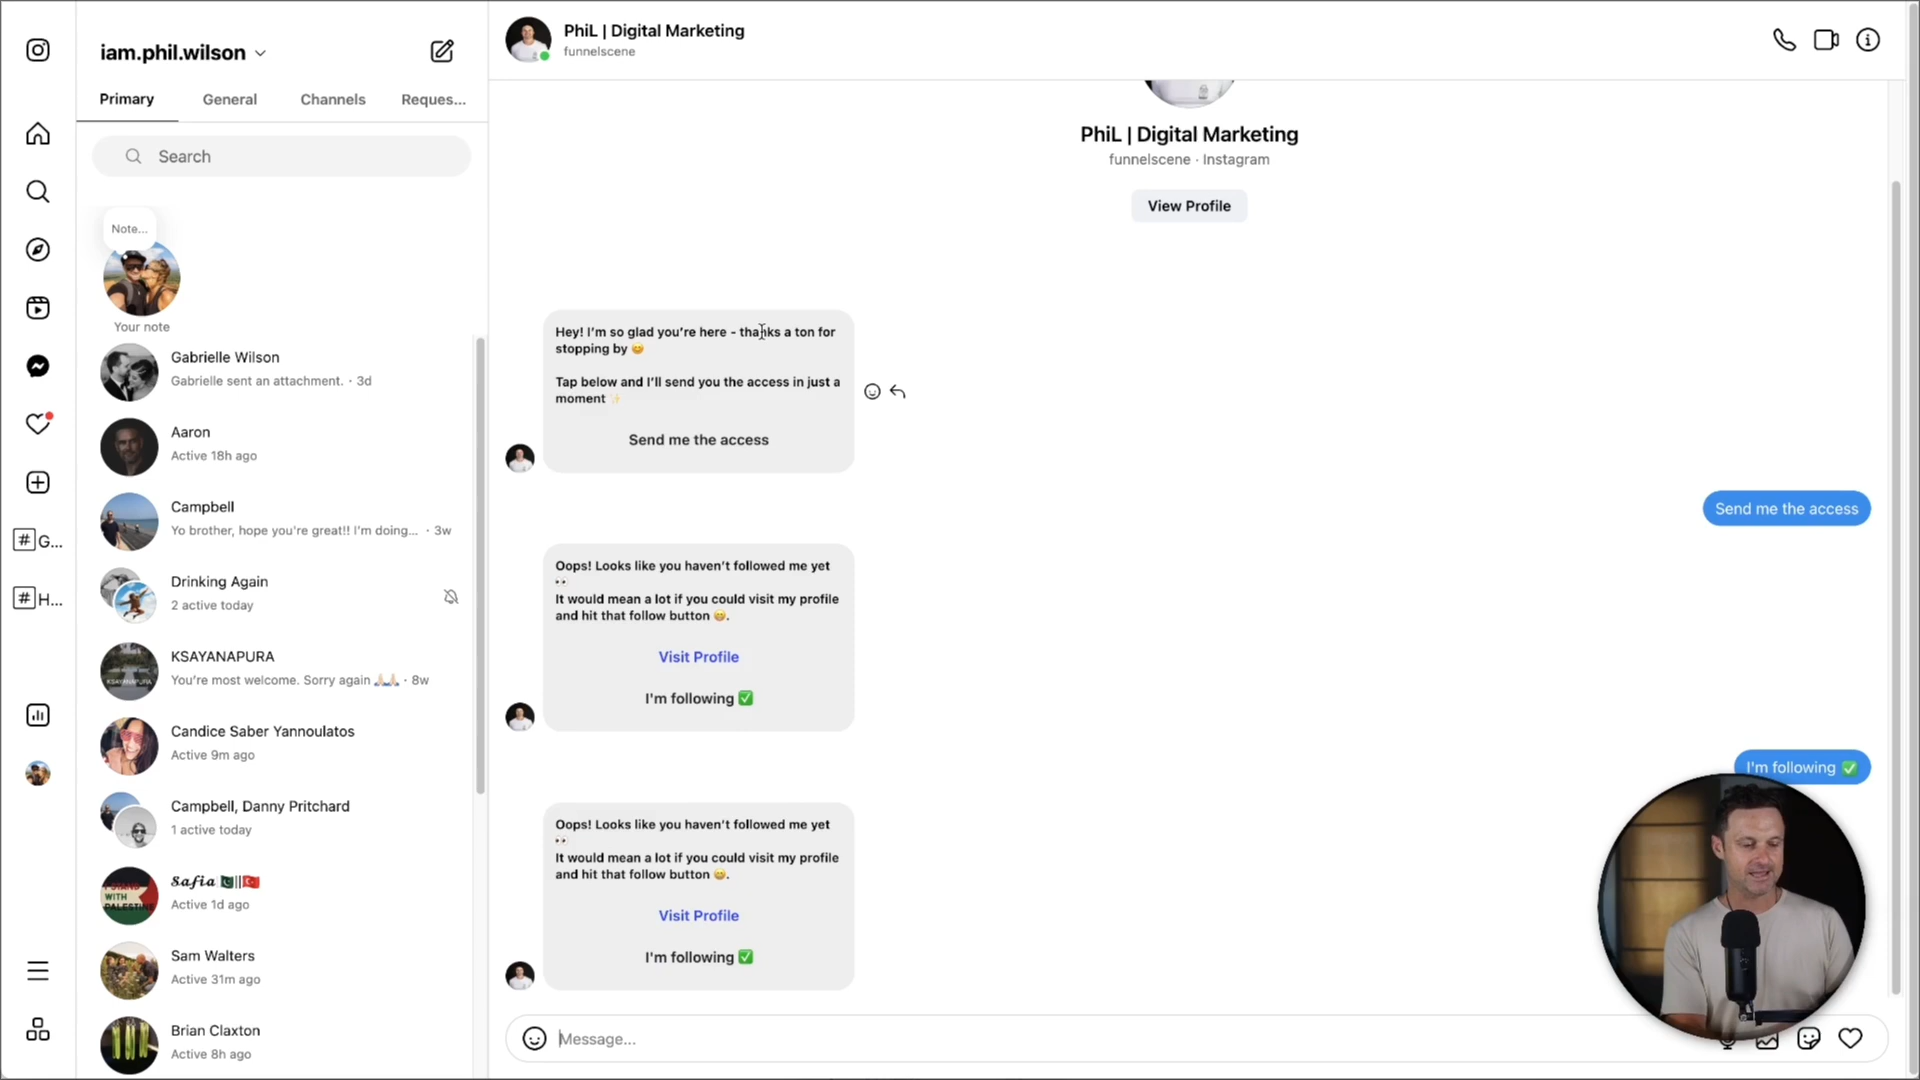 iam.phil.wilson
Primary General Channels Reques...
Search
Note...
Your note
Gabrielle Wilson
Gabrielle sent an attachment. · 3d
Aaron
Active 18h ago
Campbell
Yo brother, hope you're great!! I'm doing... · 3w
Drinking Again
2 active today
KSAYANAPURA
KSAYANAPURA
You're most welcome. Sorry again 🙏🏻🙏🏻 · 8w
Candice Saber Yannoulatos
Active 9m ago
Campbell, Danny Pritchard
1 active today
𝓢𝓪𝓯𝓲𝓪 🇵🇰||🇹🇷
I STAND
WITH
PALESTINE
Active 1d ago
Sam Walters
Active 31m ago
Brian Claxton
Active 8h ago
# G...
# H...
PhiL | Digital Marketing
funnelscene
PhiL | Digital Marketing
funnelscene · Instagram
View Profile
Hey! I'm so glad you're here - thanks a ton for
stopping by 😊
Tap below and I'll send you the access in just a
moment ✨
Send me the access
Send me the access
Oops! Looks like you haven't followed me yet
👀
It would mean a lot if you could visit my profile
and hit that follow button 😁.
Visit Profile
I'm following ✅
I'm following ✅
Oops! Looks like you haven't followed me yet
👀
It would mean a lot if you could visit my profile
and hit that follow button 😁.
Visit Profile
I'm following ✅
Message...